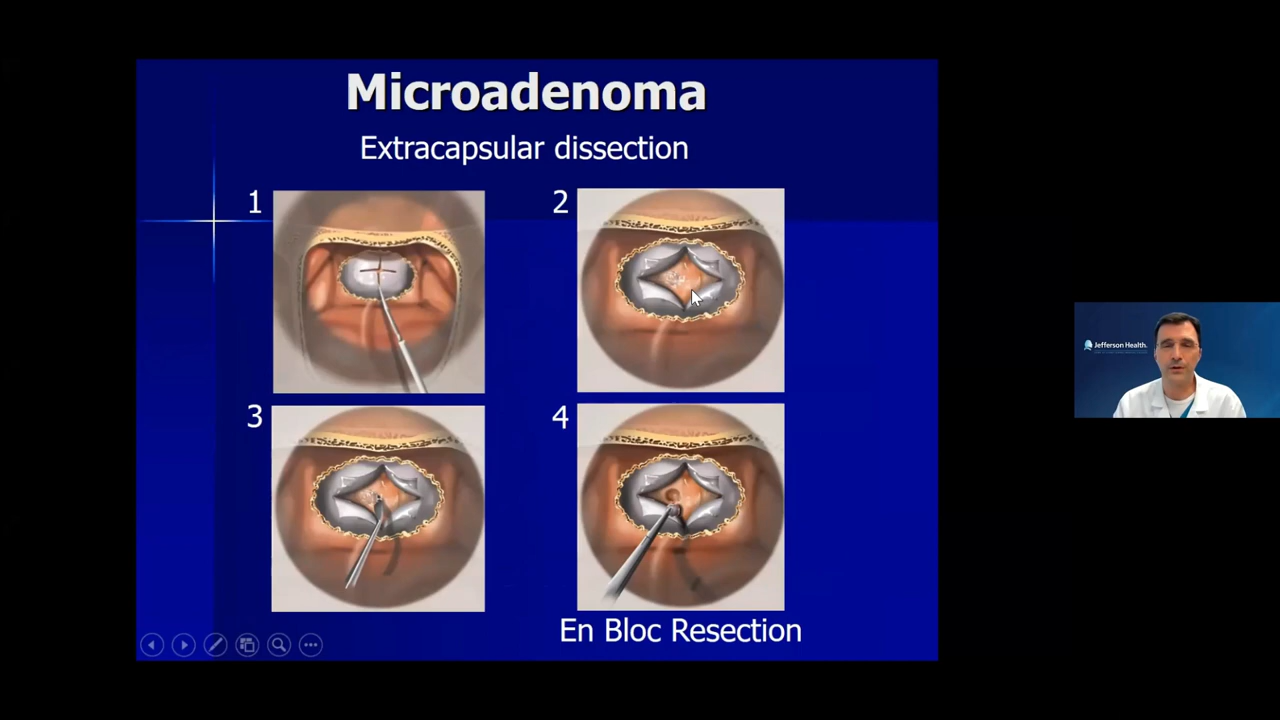 Microadenoma
Extracapsular dissection
1
2
3
4
En Bloc Resection
Jefferson Health.